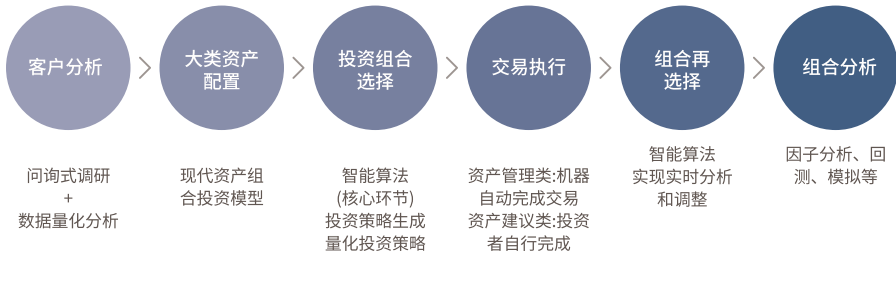 客户分析
大类资产
配置
投资组合
选择
交易执行
组合再
选择
组合分析
问询式调研
+
数据量化分析
现代资产组
合投资模型
智能算法
(核心环节)
投资策略生成
量化投资策略
资产管理类:机器
自动完成交易
资产建议类:投资
者自行完成
智能算法
实现实时分析
和调整
因子分析、回
测、模拟等